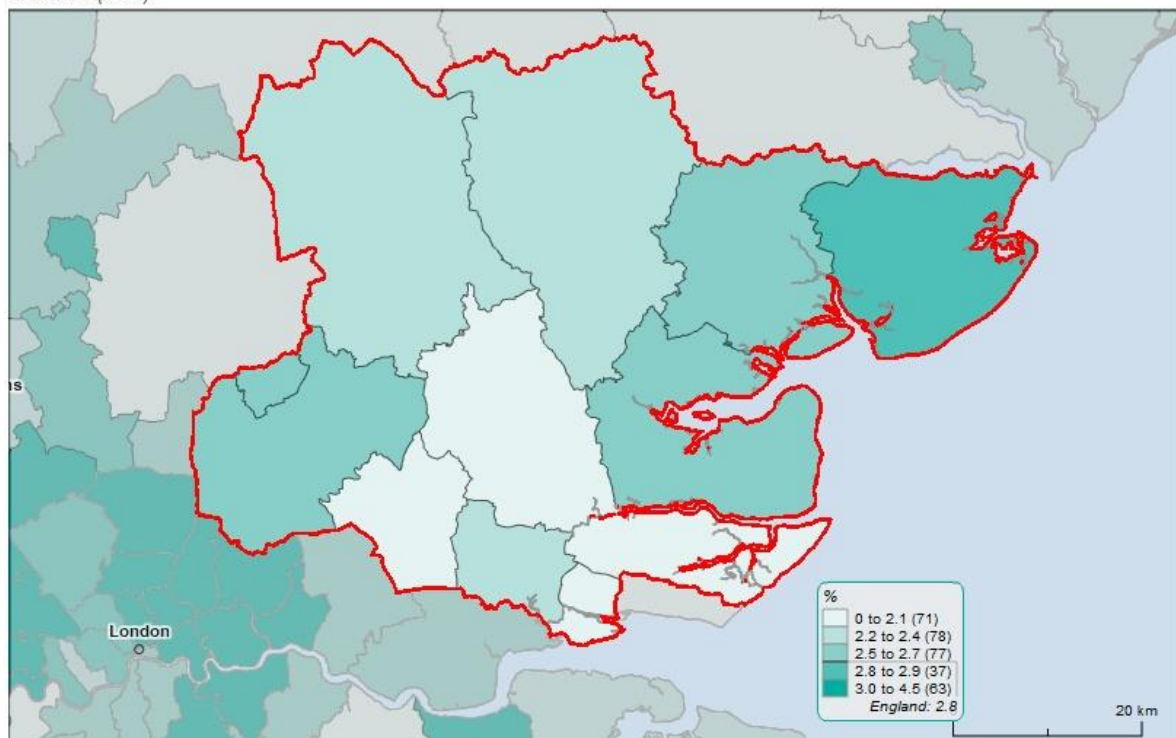 ns
London
%
0 to 2.1 (71)
2.2 to 2.4 (78)
2.5 to 2.7 (77)
2.8 to 2.9 (37)
3.0 to 4.5 (63)
England: 2.8
20 km